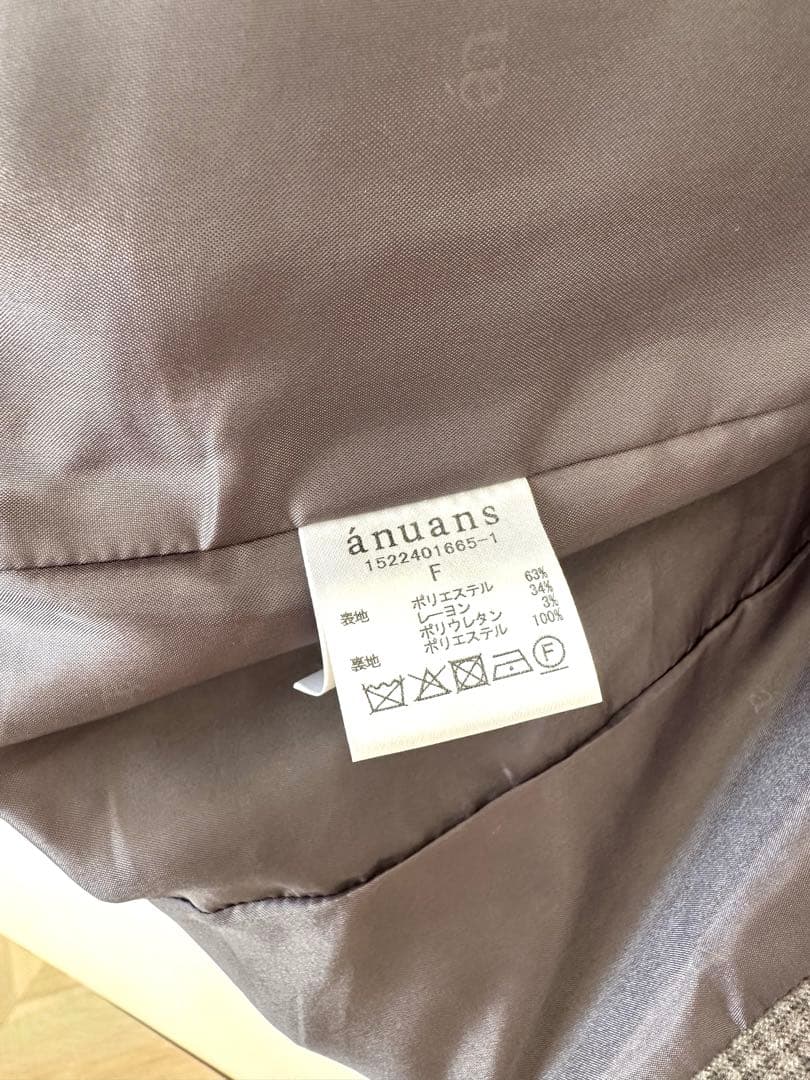 án
ánuans
1522401665-1
F
表地 ポリエステル 63%
レーヨン 34%
ポリウレタン 3%
裏地 ポリエステル 100%
F